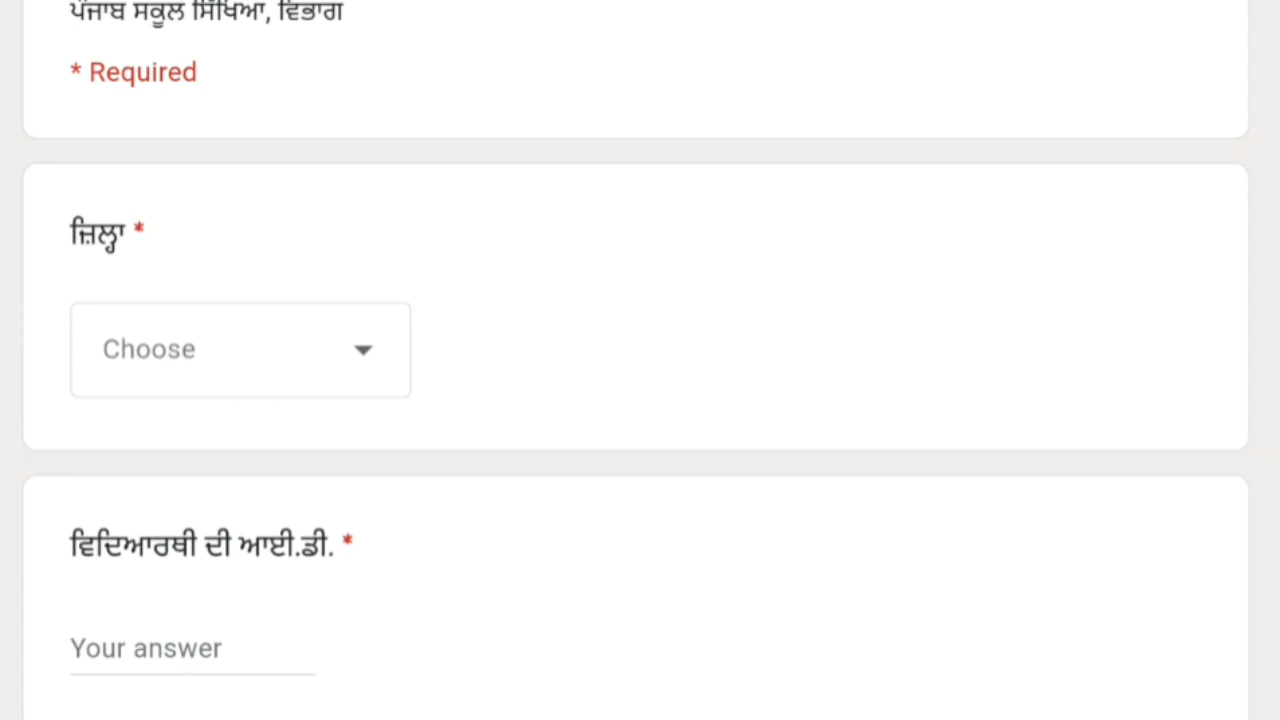 ਪੰਜਾਬ ਸਕੂਲ ਸਿੱਖਿਆ, ਵਿਭਾਗ
* Required
ਜ਼ਿਲ੍ਹਾ *
Choose
ਵਿਦਿਆਰਥੀ ਦੀ ਆਈ.ਡੀ. *
Your answer